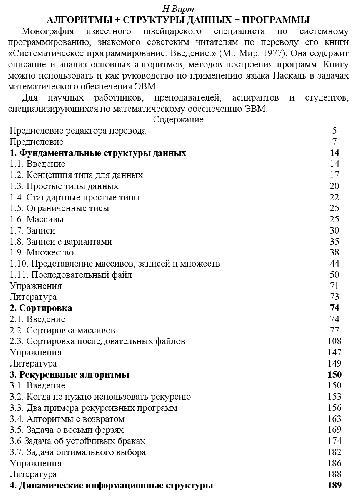 Н.Вирт
АЛГОРИТМЫ + СТРУКТУРЫ ДАННЫХ = ПРОГРАММЫ
Монография известного швейцарского специалиста по системному
программированию, знакомого советским читателям по переводу его книги
«Систематическое программирование. Введение» (М.: Мир, 1977). Она содержит
описание и анализ основных алгоритмов, методов построения программ. Книгу
можно использовать и как руководство по применению языка Паскаль в задачах
математического обеспечения ЭВМ.
Для научных работников, преподавателей, аспирантов и студентов,
специализирующихся по математическому обеспечению ЭВМ.
Содержание
Предисловие редактора перевода 5
Предисловие 7
1. Фундаментальные структуры данных 14
1.1. Введение 14
1.2. Концепция типа для данных 17
1.3. Простые типы данных 20
1.4. Стандартные простые типы 22
1.5. Ограниченные типы 25
1.6. Массивы 25
1.7. Записи 30
1.8. Записи с вариантами 35
1.9. Множество 38
1.10. Представление массивов, записей и множеств 44
1.11. Последовательный файл 50
Упражнения 71
Литература 73
2. Сортировка 74
2.1. Введение 74
2.2. Сортировка массивов 77
2.3. Сортировка последовательных файлов 108
Упражнения 147
Литература 149
3. Рекурсивные алгоритмы 150
3.1. Введение 150
3.2. Когда не нужно использовать рекурсию 153
3.3. Два примера рекурсивных программ 156
3.4. Алгоритмы с возвратом 163
3.5. Задача о восьми ферзях 169
3.6 Задача об устойчивых браках 174
3.7. Задача оптимального выбора 182
Упражнения 186
Литература 188
4. Динамические информационные структуры 189